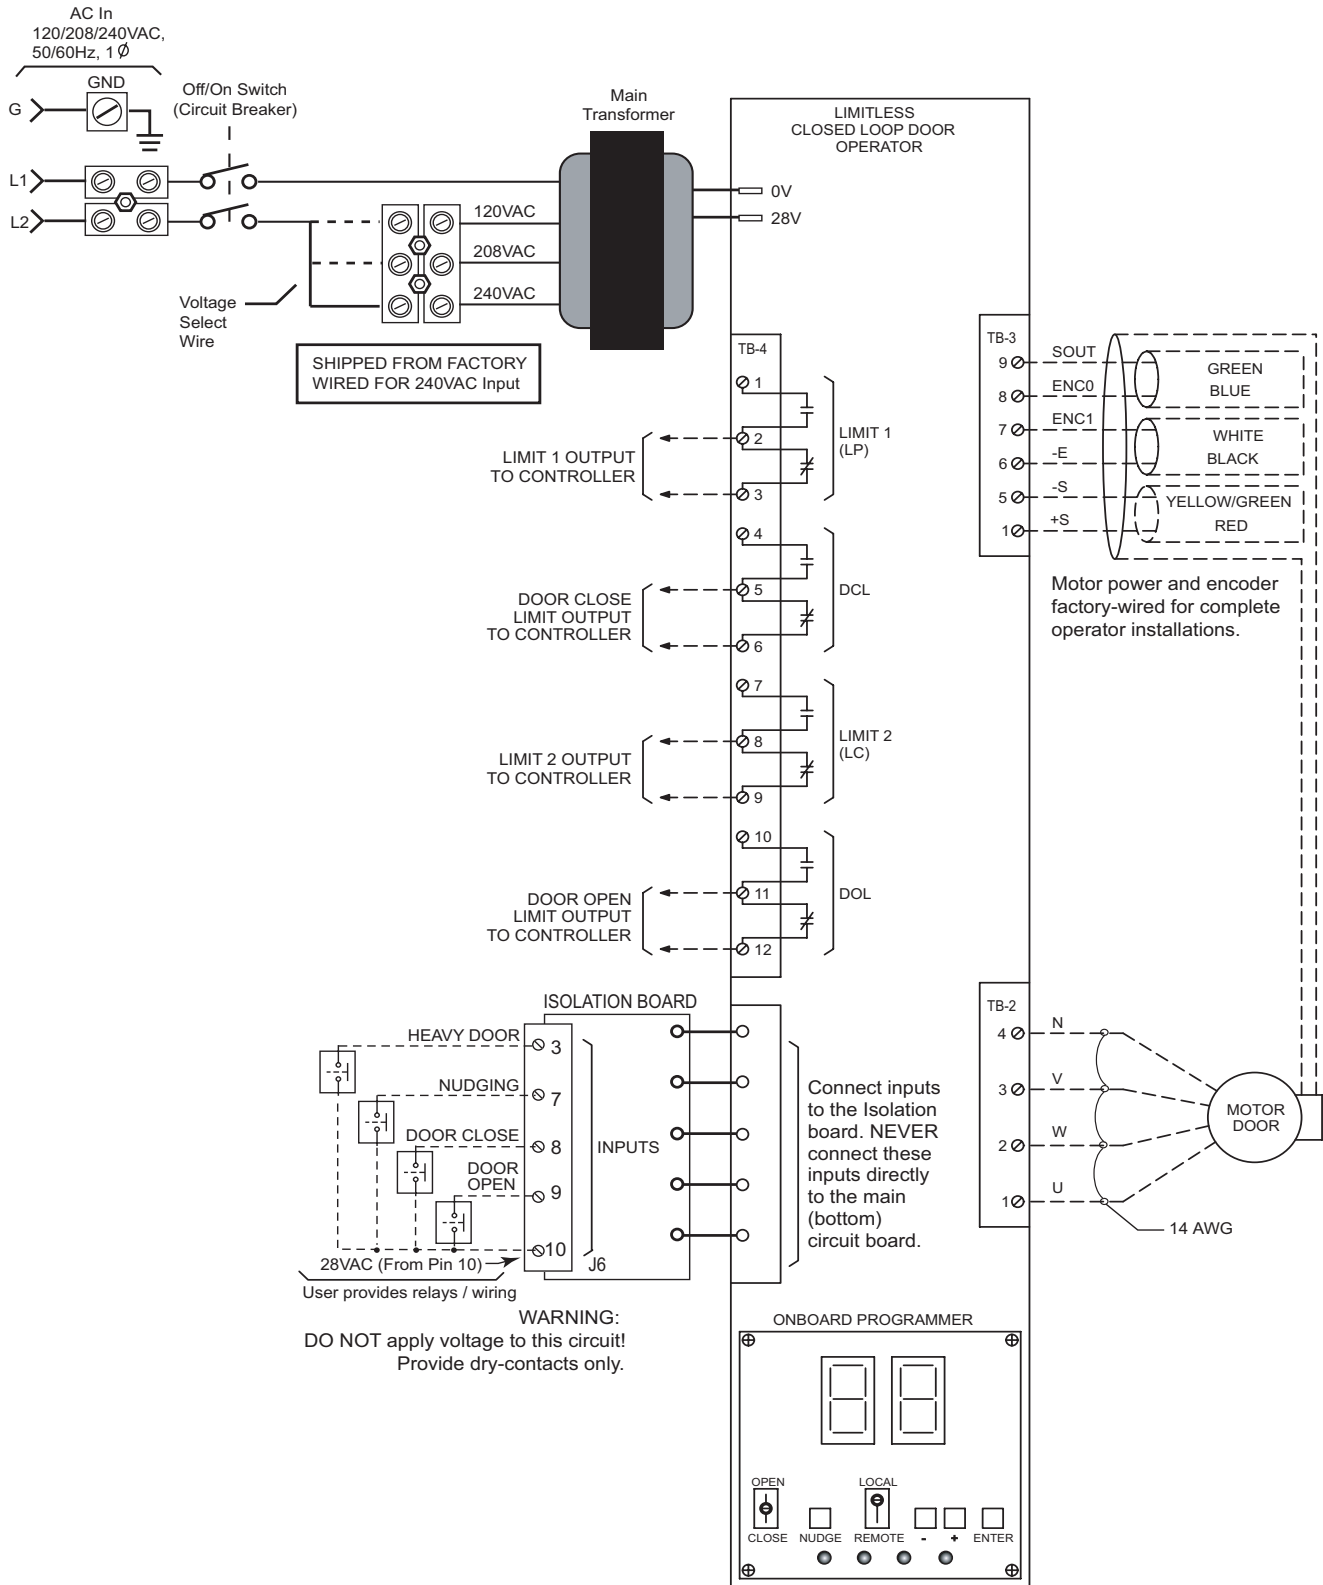 AC In
120/208/240VAC,
50/60Hz, 1 Ø
GND
G
Off/On Switch
(Circuit Breaker)
L1
L2
Main
Transformer
120VAC
208VAC
240VAC
Voltage
Select
Wire
SHIPPED FROM FACTORY
WIRED FOR 240VAC Input
LIMITLESS
CLOSED LOOP DOOR
OPERATOR
0V
28V
TB-4
1
2
3
LIMIT 1
(LP)
LIMIT 1 OUTPUT
TO CONTROLLER
4
5
6
DCL
DOOR CLOSE
LIMIT OUTPUT
TO CONTROLLER
7
8
9
LIMIT 2
(LC)
LIMIT 2 OUTPUT
TO CONTROLLER
10
11
12
DOL
DOOR OPEN
LIMIT OUTPUT
TO CONTROLLER
TB-3
9 SOUT
8 ENC0
7 ENC1
6 -E
5 -S
1 +S
GREEN
BLUE
WHITE
BLACK
YELLOW/GREEN
RED
Motor power and encoder
factory-wired for complete
operator installations.
ISOLATION BOARD
HEAVY DOOR
3
NUDGING
7
DOOR CLOSE
8
DOOR
OPEN
9
10
INPUTS
J6
28VAC (From Pin 10)
User provides relays / wiring
WARNING:
DO NOT apply voltage to this circuit!
Provide dry-contacts only.
Connect inputs
to the Isolation
board. NEVER
connect these
inputs directly
to the main
(bottom)
circuit board.
TB-2
4 N
3 V
2 W
1 U
MOTOR
DOOR
14 AWG
ONBOARD PROGRAMMER
88
OPEN
LOCAL
CLOSE NUDGE REMOTE - + ENTER